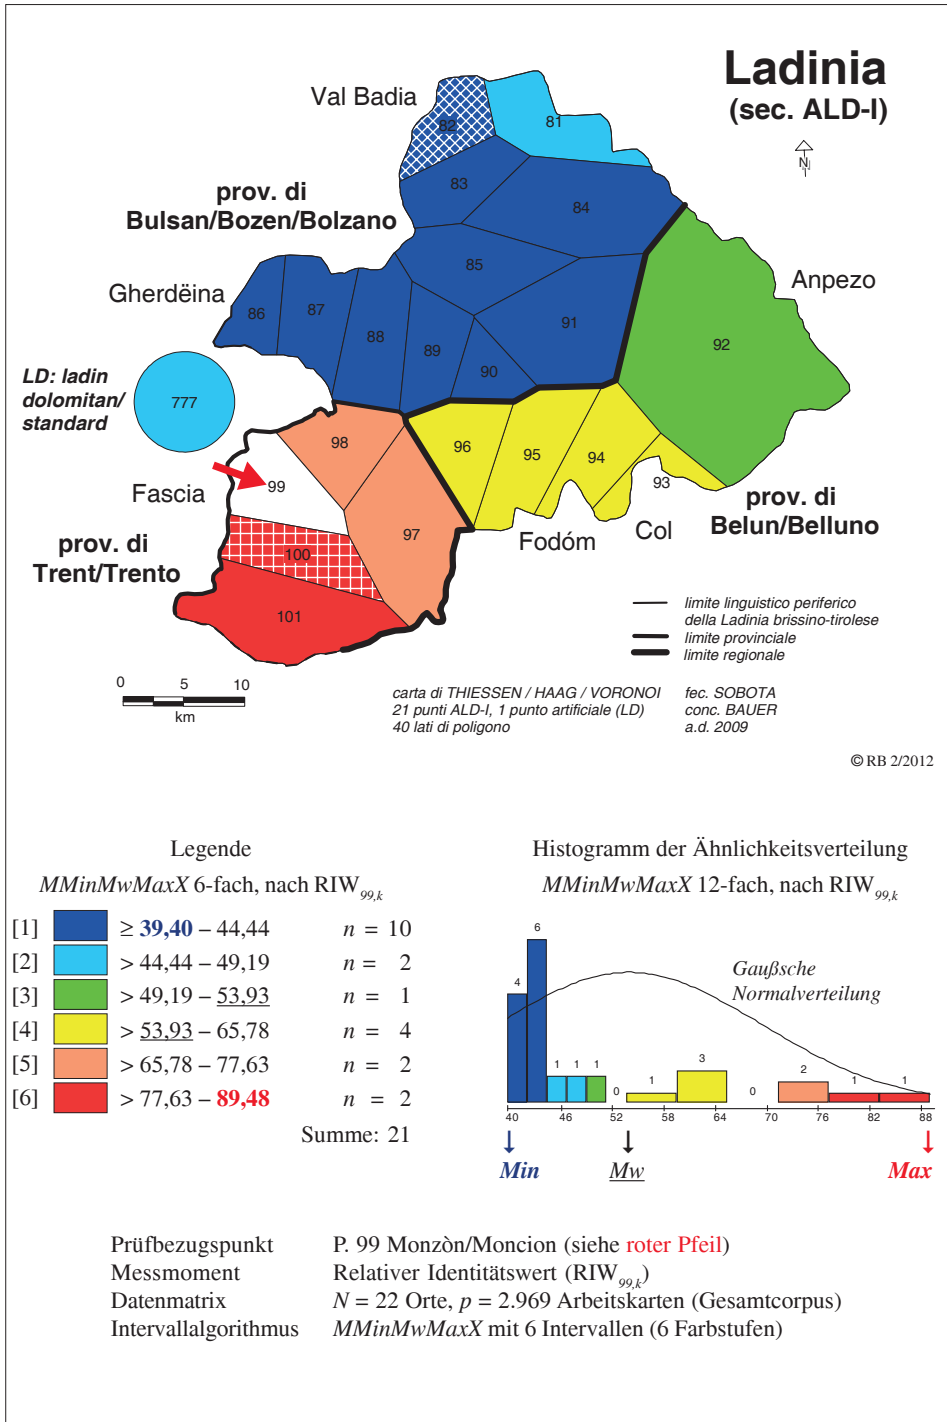 Ladinia
(sec. ALD-I)
N
Val Badia
82
81
83
84
prov. di
Bulsan/Bozen/Bolzano
85
Gherdëina
86
87
88
89
90
91
Anpezo
92
LD: ladin
dolomitan/
standard
777
98
96
95
94
93
99
Fascia
97
100
101
prov. di
Trent/Trento
Fodóm
Col
prov. di
Belun/Belluno
limite linguistico periferico
della Ladinia brissino-tirolese
limite provinciale
limite regionale
0 5 10
km
carta di THIESSEN / HAAG / VORONOI
21 punti ALD-I, 1 punto artificiale (LD)
40 lati di poligono
fec. SOBOTA
conc. BAUER
a.d. 2009
© RB 2/2012
Legende
MMinMwMaxX 6-fach, nach RIW99,k
[1] ≥ 39,40 – 44,44 n = 10
[2] > 44,44 – 49,19 n = 2
[3] > 49,19 – 53,93 n = 1
[4] > 53,93 – 65,78 n = 4
[5] > 65,78 – 77,63 n = 2
[6] > 77,63 – 89,48 n = 2
Summe: 21
Histogramm der Ähnlichkeitsverteilung
MMinMwMaxX 12-fach, nach RIW99,k
Gaußsche
Normalverteilung
4 6 1 1 1 0 1 3 0 2 1 1
40 46 52 58 64 70 76 82 88
Min Mw Max
Prüfbezugspunkt P. 99 Monzòn/Moncion (siehe roter Pfeil)
Messmoment Relativer Identitätswert (RIW99,k)
Datenmatrix N = 22 Orte, p = 2.969 Arbeitskarten (Gesamtcorpus)
Intervallalgorithmus MMinMwMaxX mit 6 Intervallen (6 Farbstufen)